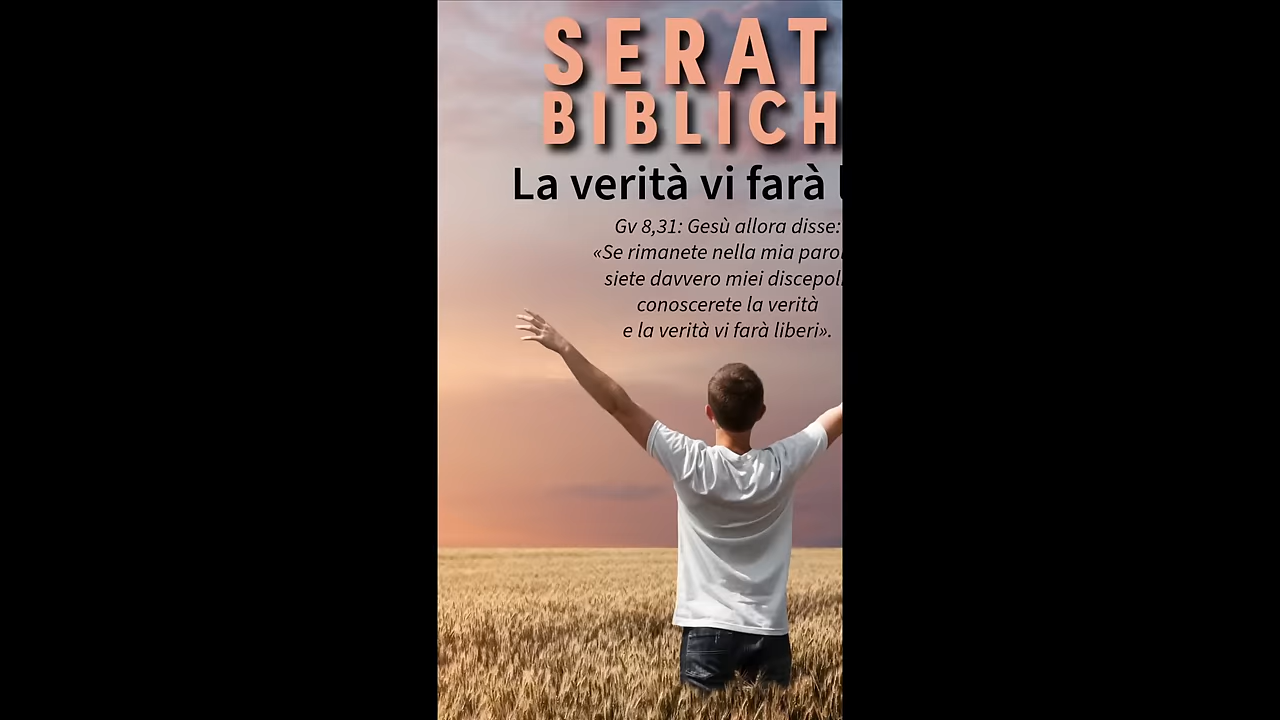 SERAT
BIBLICH
La verità vi farà
Gv 8,31: Gesù allora disse:
«Se rimanete nella mia paro
siete davvero miei discepol
conoscerete la verità
e la verità vi farà liberi».